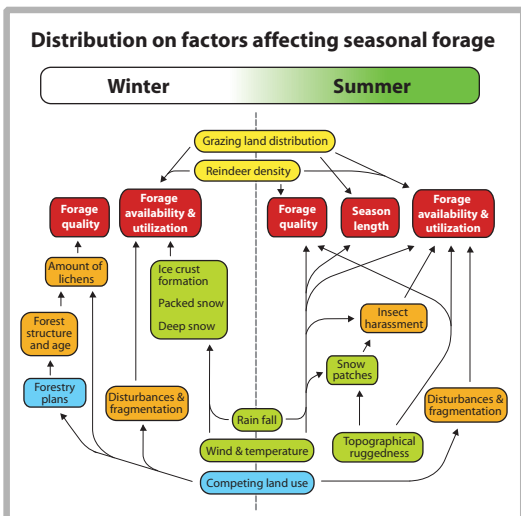 Distribution on factors affecting seasonal forage
Winter
Summer
Grazing land distribution
Reindeer density
Forage
quality
Forage
availability &
utilization
Forage
quality
Season
length
Forage
availability &
utilization
Amount of
lichens
Ice crust
formation
Packed snow
Deep snow
Forest
structure
and age
Insect
harassment
Snow
patches
Forestry
plans
Disturbances &
fragmentation
Disturbances &
fragmentation
Rain fall
Wind & temperature
Topographical
ruggedness
Competing land use